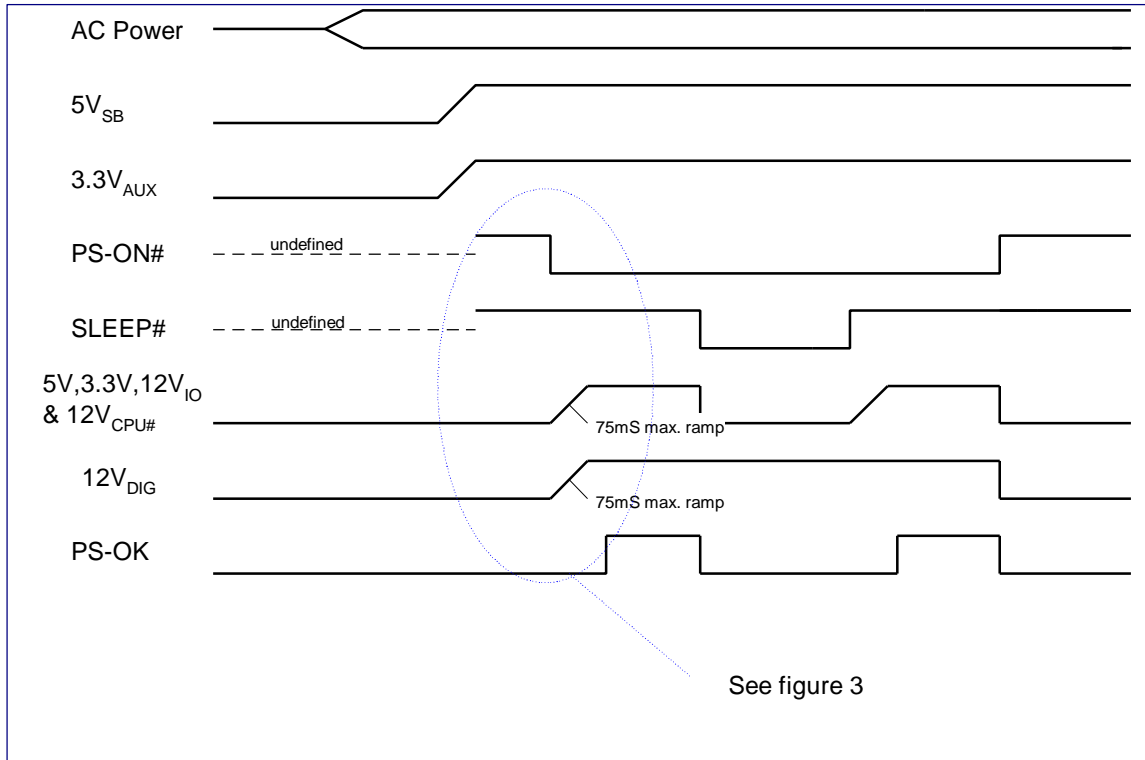 AC Power
5VSB
3.3VAUX
PS-ON#
undefined
SLEEP#
undefined
5V,3.3V,12VIO
& 12VCPU#
75mS max. ramp
12VDIG
75mS max. ramp
PS-OK
See figure 3